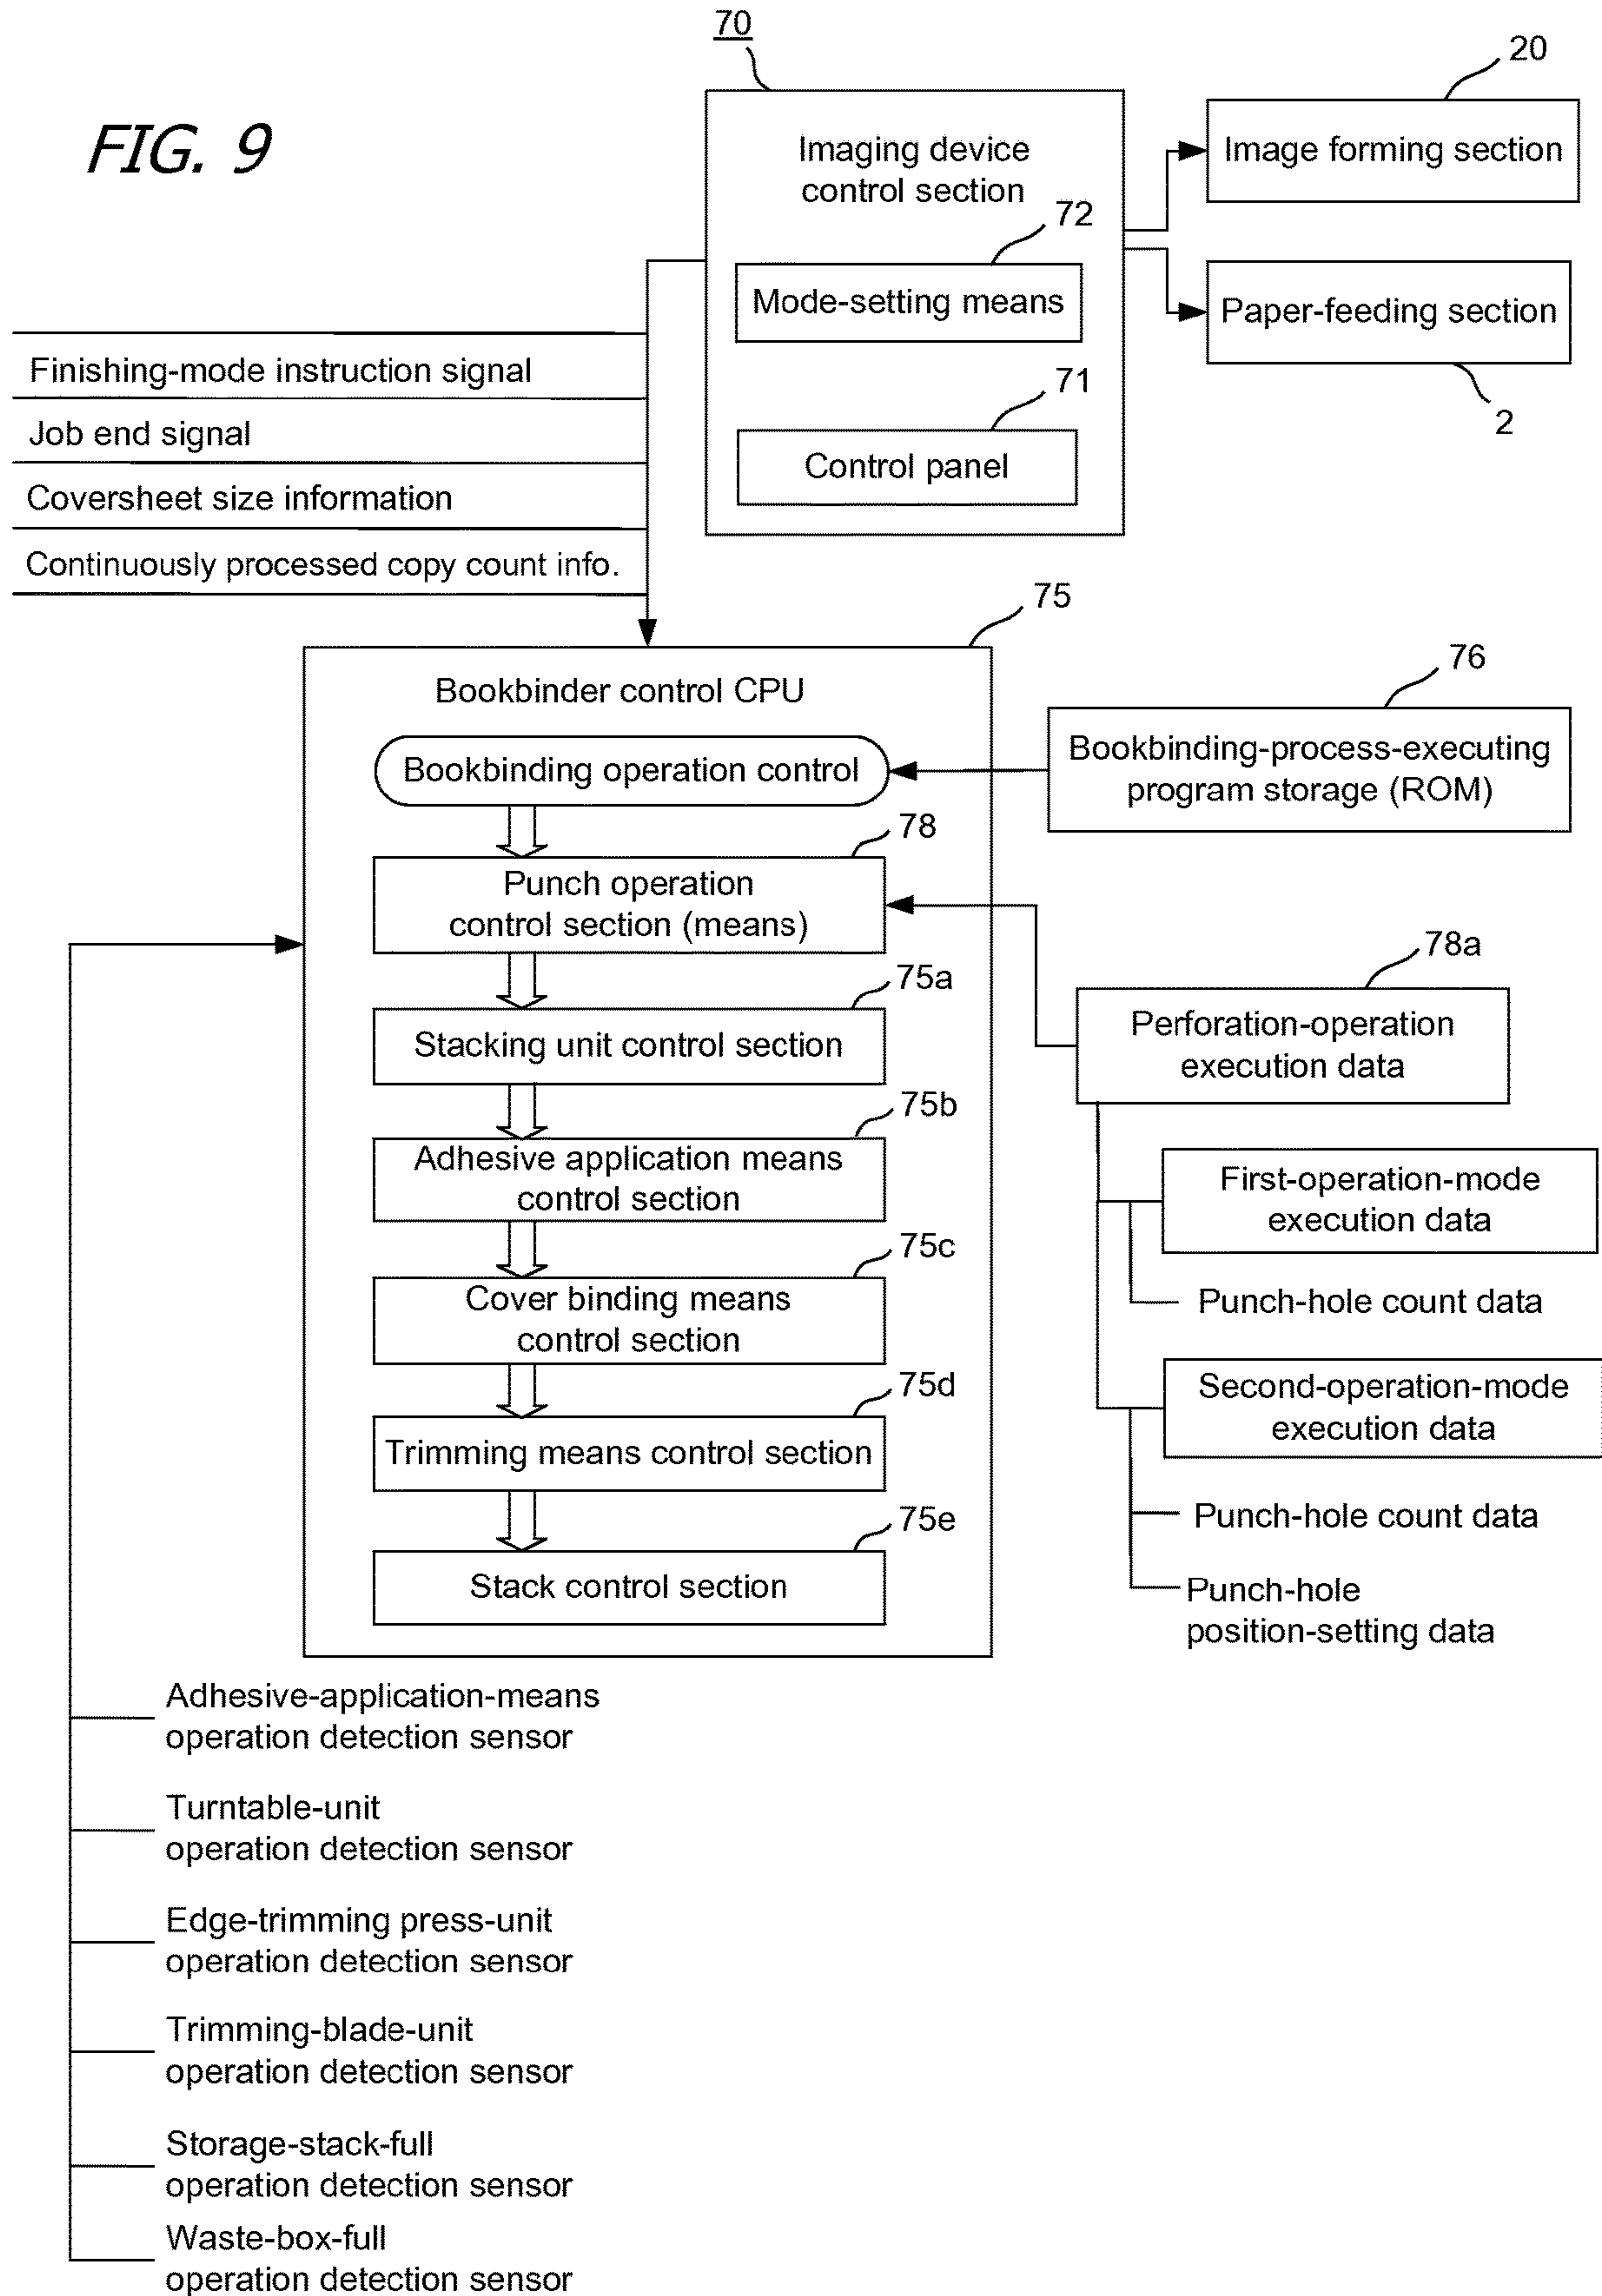 FIG. 9
70
Imaging device
control section
72
Mode-setting means
71
Control panel
20
Image forming section
Paper-feeding section
2
Finishing-mode instruction signal
Job end signal
Coversheet size information
Continuously processed copy count info.
75
Bookbinder control CPU
Bookbinding operation control
76
Bookbinding-process-executing
program storage (ROM)
78
Punch operation
control section (means)
75a
Stacking unit control section
75b
Adhesive application means
control section
75c
Cover binding means
control section
75d
Trimming means control section
75e
Stack control section
78a
Perforation-operation
execution data
First-operation-mode
execution data
Punch-hole count data
Second-operation-mode
execution data
Punch-hole count data
Punch-hole
position-setting data
Adhesive-application-means
operation detection sensor
Turntable-unit
operation detection sensor
Edge-trimming press-unit
operation detection sensor
Trimming-blade-unit
operation detection sensor
Storage-stack-full
operation detection sensor
Waste-box-full
operation detection sensor